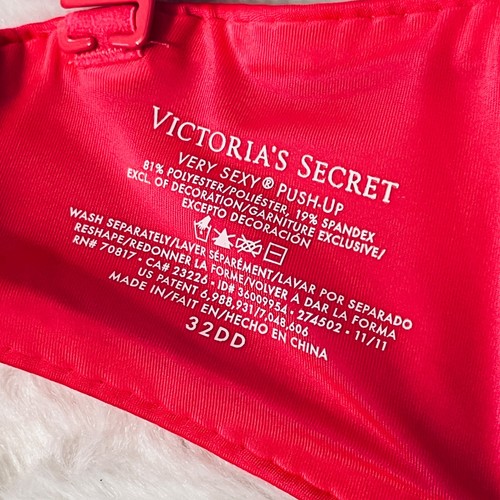 VICTORIA'S SECRET
VERY SEXY® PUSH-UP
81% POLYESTER/POLIÉSTER, 19% SPANDEX
EXCL. OF DECORATION/GARNITURE EXCLUSIVE/
EXCEPTO DECORACIÓN
WASH SEPARATELY/LAVER SÉPARÉMENT/LAVAR POR SEPARADO
RESHAPE/REDONNER LA FORME/VOLVER A DAR LA FORMA
RN# 70817 • CA# 23226 • ID# 36009954 • 274502 • 11/11
US PATENT 6,988,931/7,048,606
MADE IN/FAIT EN/HECHO EN CHINA
32DD